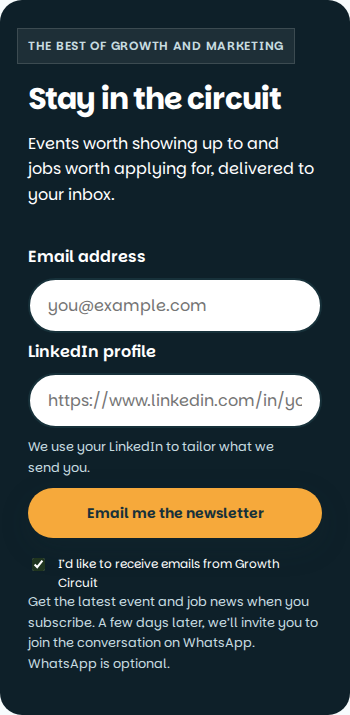 THE BEST OF GROWTH AND MARKETING
Stay in the circuit
Events worth showing up to and
jobs worth applying for, delivered to
your inbox.
Email address
you@example.com
LinkedIn profile
https://www.linkedin.com/in/yo
We use your LinkedIn to tailor what we
send you.
Email me the newsletter
I'd like to receive emails from Growth
Circuit
Get the latest event and job news when you
subscribe. A few days later, we'll invite you to
join the conversation on WhatsApp.
WhatsApp is optional.